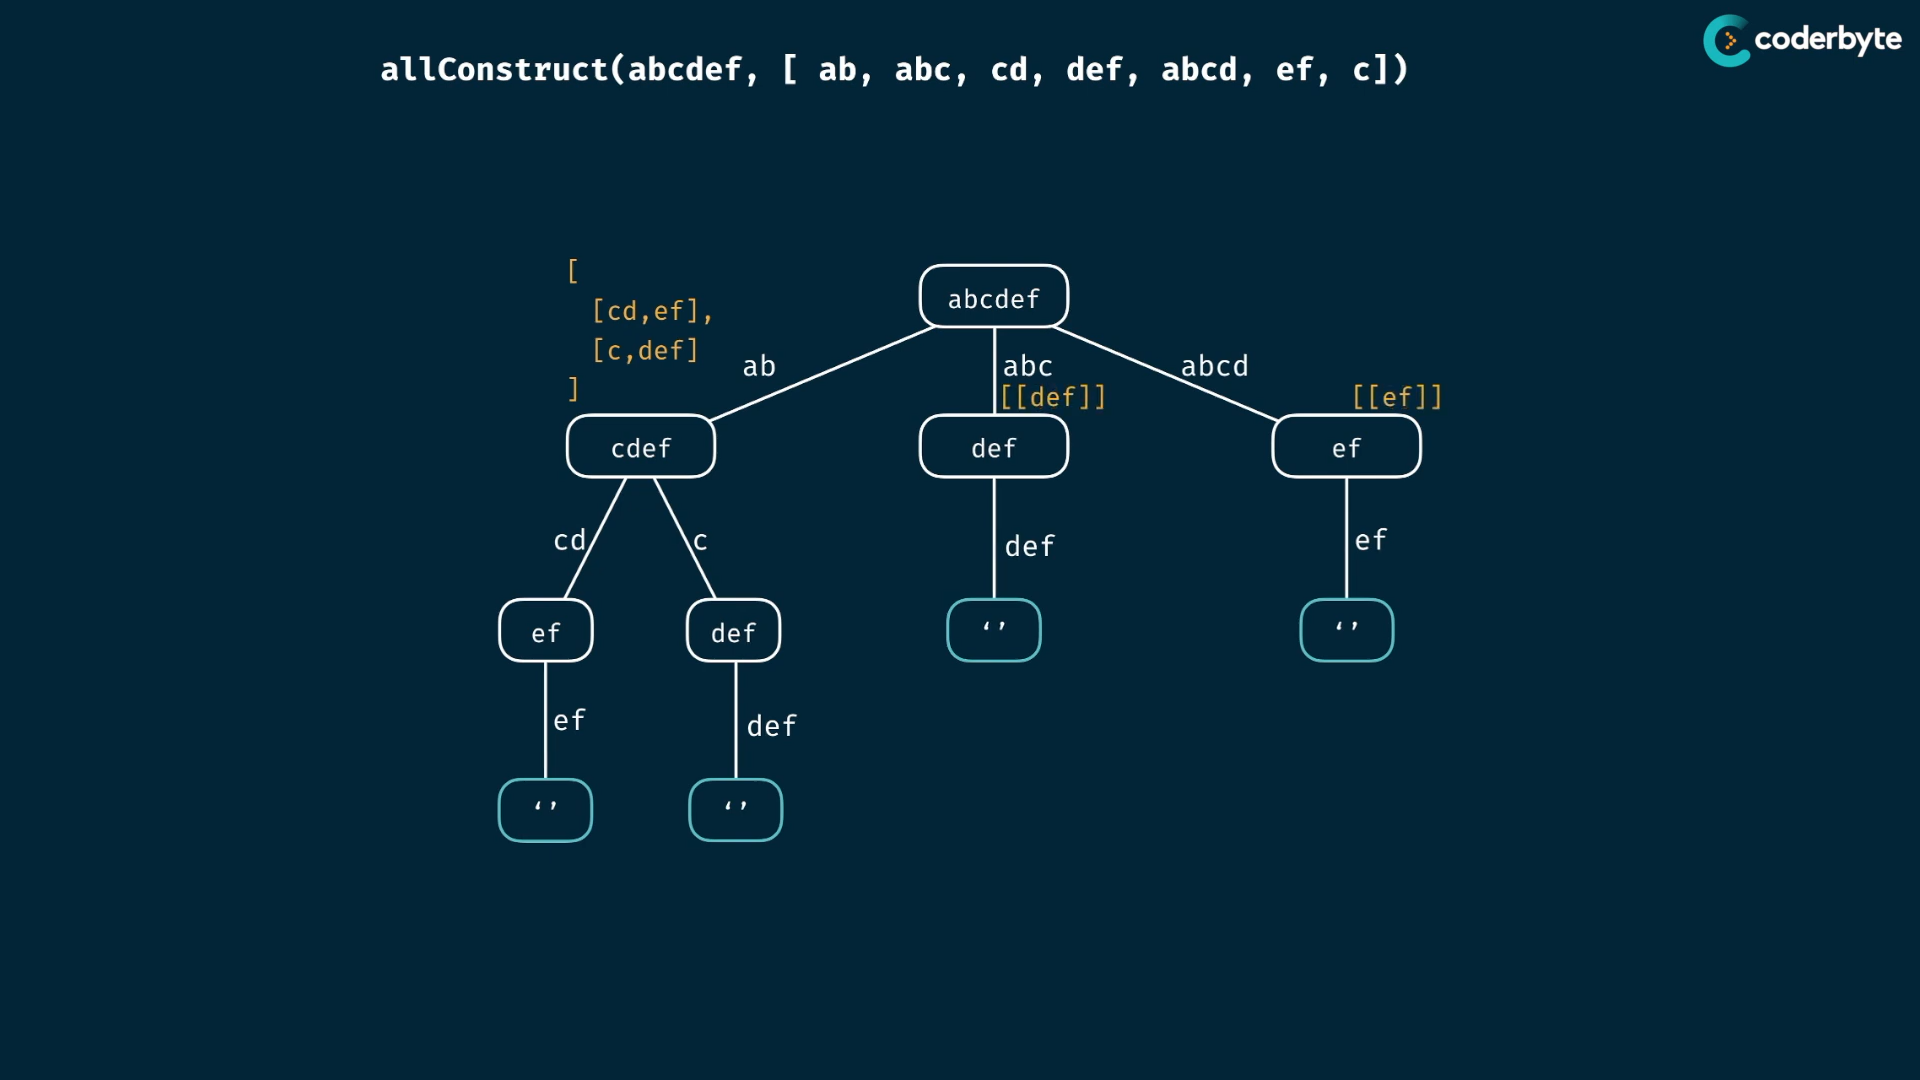 coderbyte
allConstruct(abcdef, [ ab, abc, cd, def, abcd, ef, c])
[
[cd,ef],
[c,def]
]
abcdef
ab
abc
abcd
[[def]]
[[ef]]
cdef
def
ef
cd
c
def
ef
ef
def
‘’
‘’
ef
def
‘’
‘’